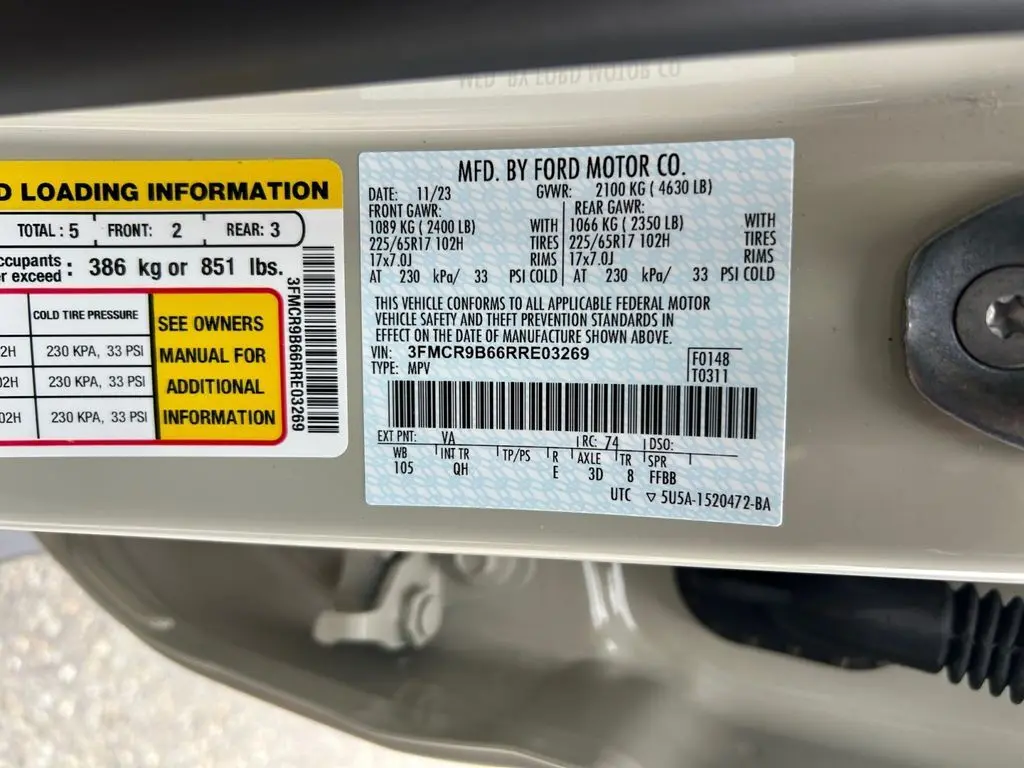 D LOADING INFORMATION
TOTAL : 5 FRONT: 2 REAR: 3
ccupants
er exceed : 386 kg or 851 lbs.
COLD TIRE PRESSURE
2H 230 KPA, 33 PSI
02H 230 KPA, 33 PSI
02H 230 KPA, 33 PSI
SEE OWNERS
MANUAL FOR
ADDITIONAL
INFORMATION
3FMCR9B66RRE03269
MFD. BY FORD MOTOR CO.
DATE: 11/23 GVWR: 2100 KG ( 4630 LB)
FRONT GAWR: REAR GAWR:
1089 KG ( 2400 LB) WITH 1066 KG ( 2350 LB) WITH
225/65R17 102H TIRES 225/65R17 102H TIRES
17x7.0J RIMS 17x7.0J RIMS
AT 230 kPa/ 33 PSI COLD AT 230 kPa/ 33 PSI COLD
THIS VEHICLE CONFORMS TO ALL APPLICABLE FEDERAL MOTOR
VEHICLE SAFETY AND THEFT PREVENTION STANDARDS IN
EFFECT ON THE DATE OF MANUFACTURE SHOWN ABOVE.
VIN: 3FMCR9B66RRE03269 F0148
TYPE: MPV T0311
EXT PNT: VA RC: 74 DSO:
WB INT TR TP/PS R AXLE TR SPR
105 QH E 3D 8 FFBB
UTC ▽ 5U5A-1520472-BA